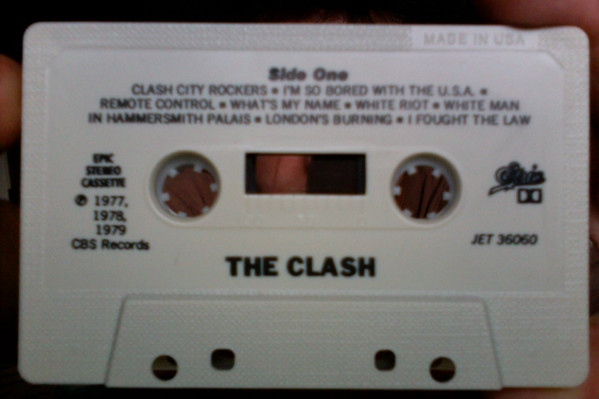 MADE IN USA
Side One
CLASH CITY ROCKERS ■ I'M SO BORED WITH THE U.S.A. ■
REMOTE CONTROL ■ WHAT'S MY NAME ■ WHITE RIOT ■ WHITE MAN
IN HAMMERSMITH PALAIS ■ LONDON'S BURNING ■ I FOUGHT THE LAW
EPIC
STEREO
CASSETTE
℗ 1977,
1978,
1979
CBS Records
Epic
JET 36060
THE CLASH